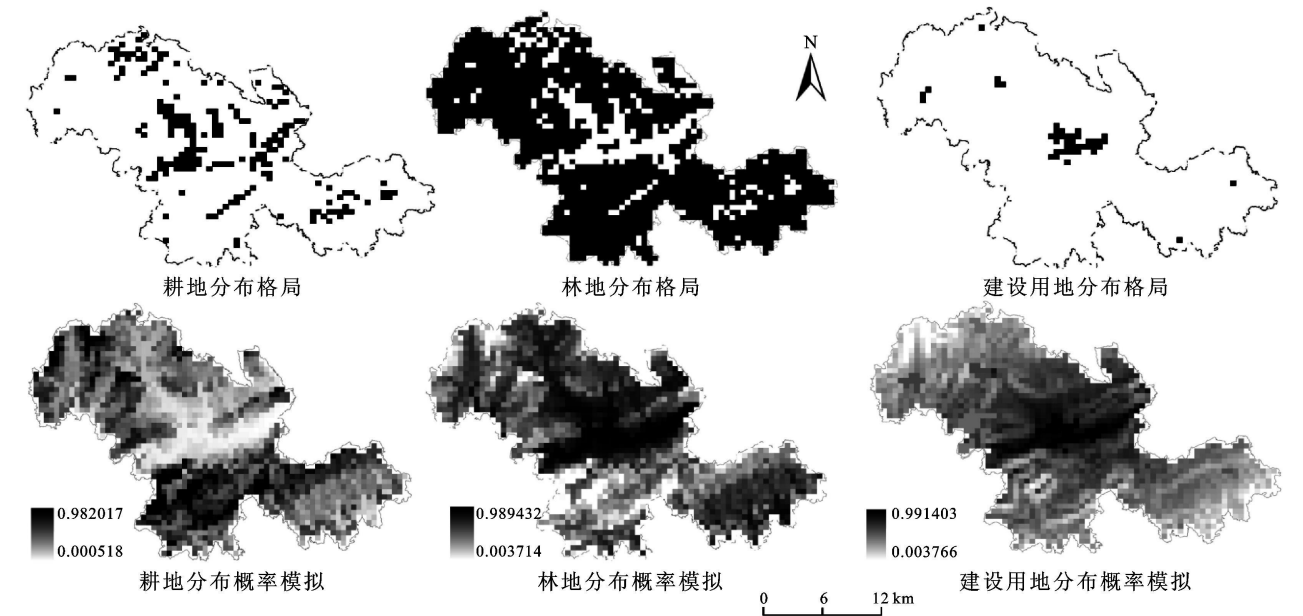 N
耕地分布格局
林地分布格局
建设用地分布格局
0.982017
0.000518
0.989432
0.003714
0.991403
0.003766
耕地分布概率模拟
林地分布概率模拟
建设用地分布概率模拟
0 6 12 km